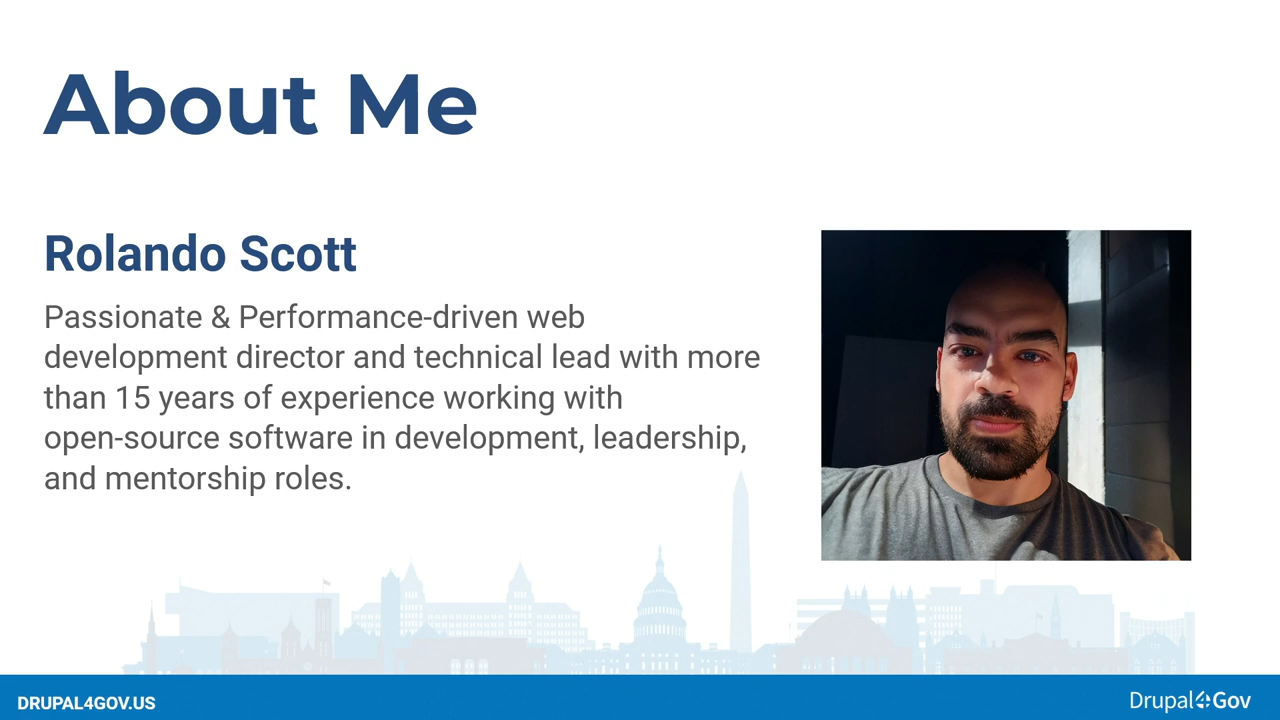 About Me
Rolando Scott
Passionate & Performance-driven web
development director and technical lead with more
than 15 years of experience working with
open-source software in development, leadership,
and mentorship roles.
DRUPAL4GOV.US
Drupal4Gov